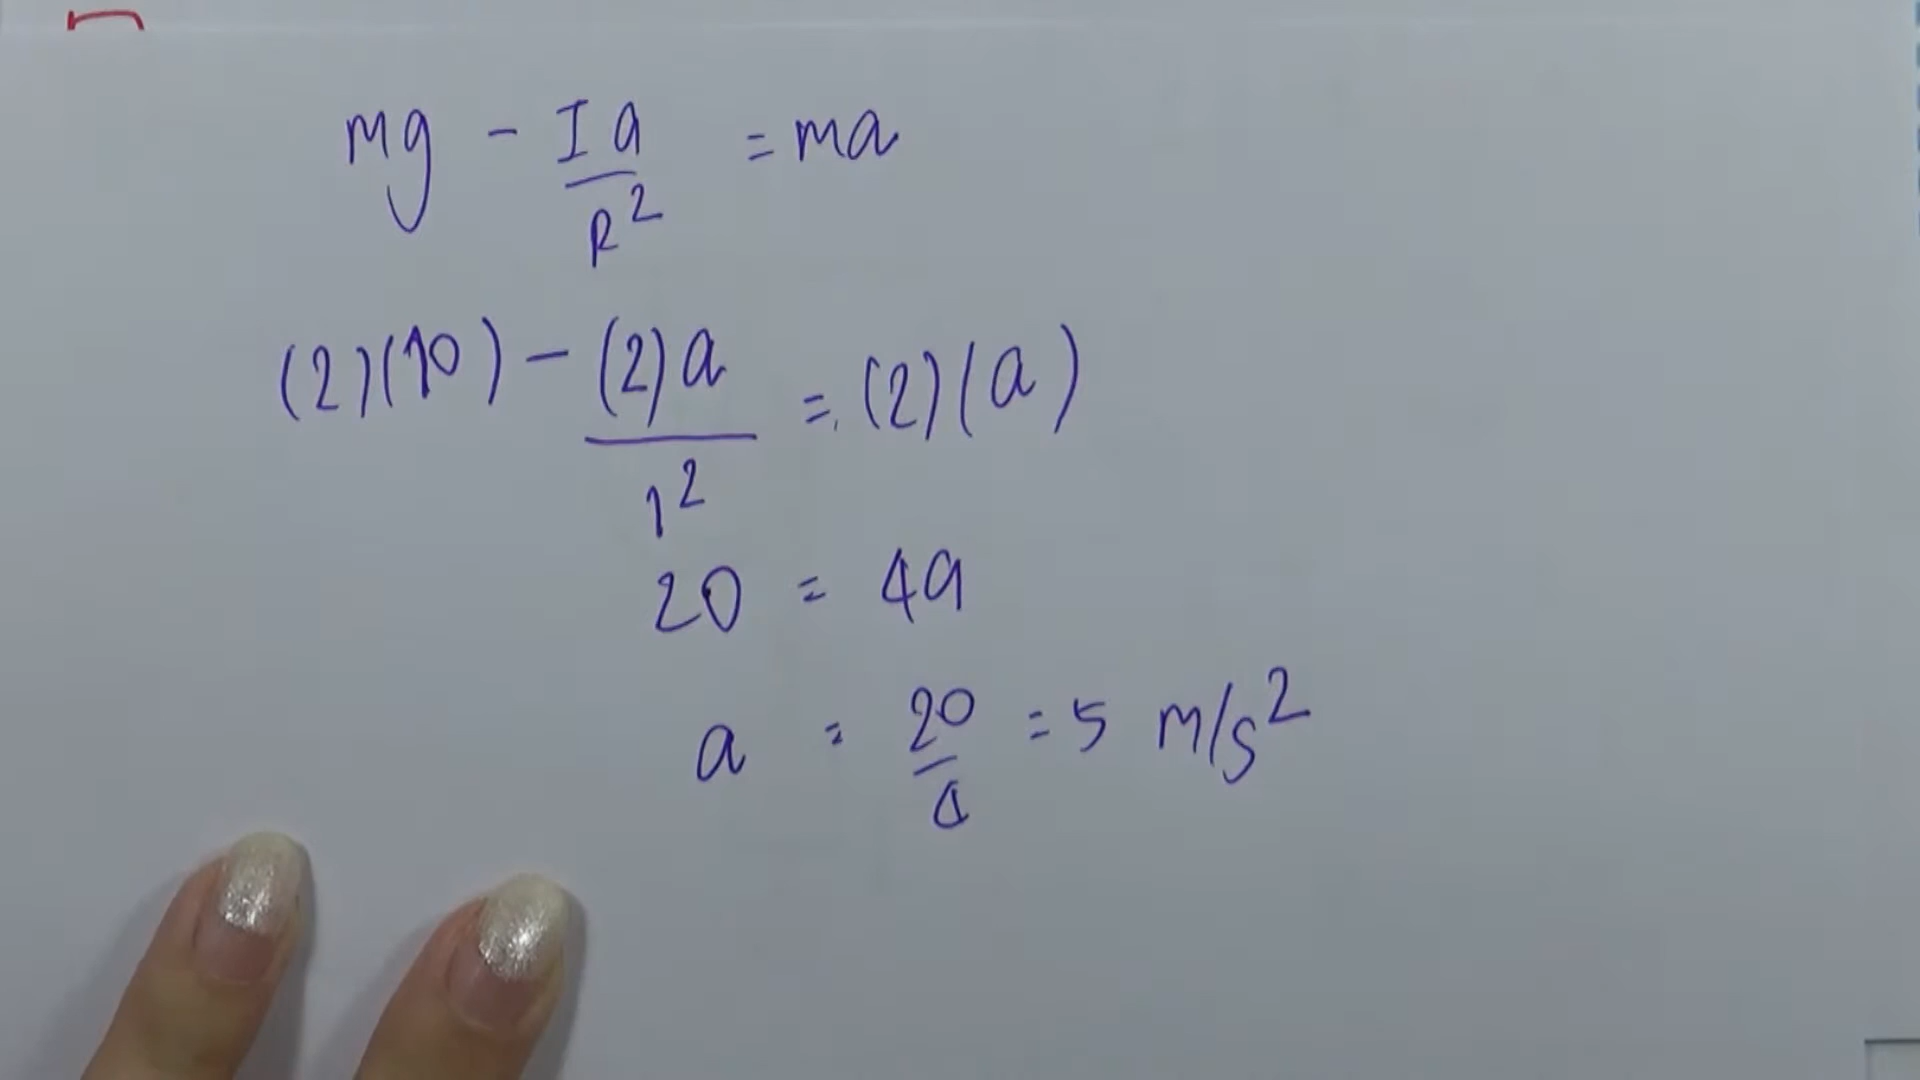 mg - Ia/R² = ma
(2)(10) - (2)a/1² = (2)(a)
20 = 4a
a = 20/4 = 5 m/s²